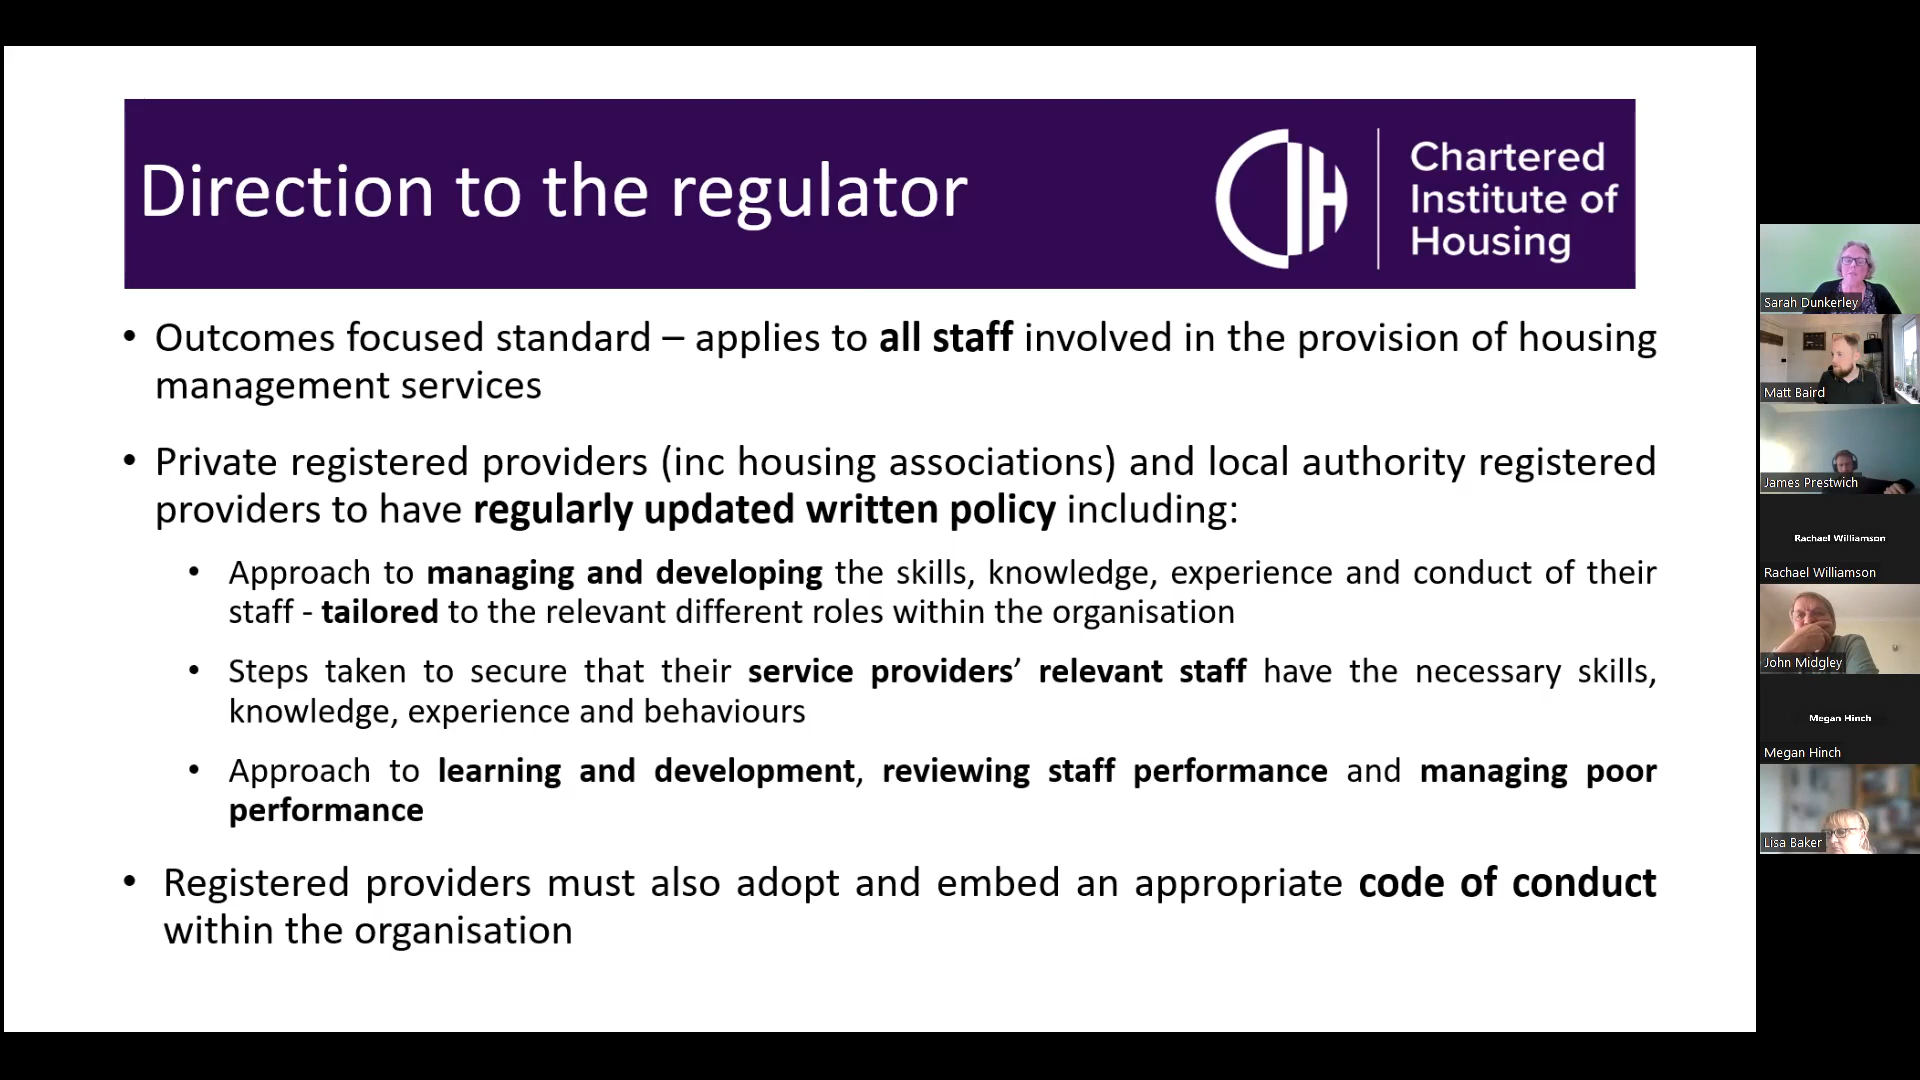 Direction to the regulator
Chartered
Institute of
Housing
• Outcomes focused standard – applies to all staff involved in the provision of housing
management services
• Private registered providers (inc housing associations) and local authority registered
providers to have regularly updated written policy including:
• Approach to managing and developing the skills, knowledge, experience and conduct of their
staff - tailored to the relevant different roles within the organisation
• Steps taken to secure that their service providers’ relevant staff have the necessary skills,
knowledge, experience and behaviours
• Approach to learning and development, reviewing staff performance and managing poor
performance
• Registered providers must also adopt and embed an appropriate code of conduct
within the organisation
Sarah Dunkerley
Matt Baird
James Prestwich
Rachael Williamson
Rachael Williamson
John Midgley
Megan Hinch
Megan Hinch
Lisa Baker